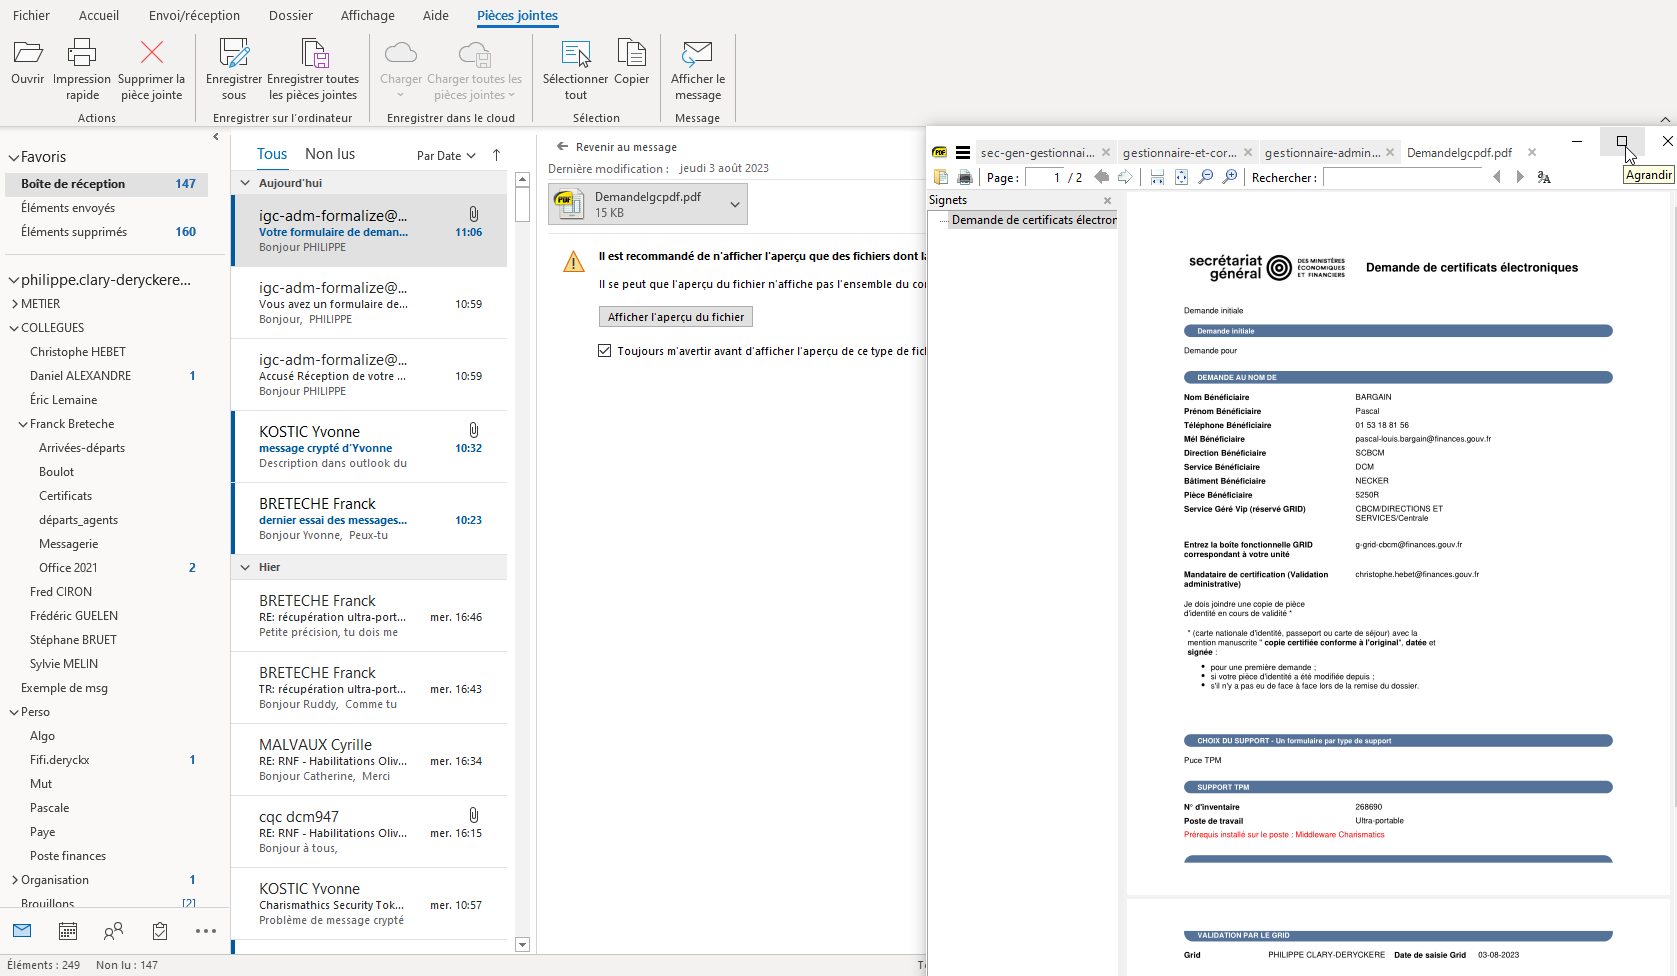 Fichier Accueil Envoi/réception Dossier Affichage Aide Pièces jointes
Ouvrir
Impression rapide
Supprimer la pièce jointe
Actions
Enregistrer sous
Enregistrer toutes les pièces jointes
Enregistrer sur l'ordinateur
Charger
Charger toutes les pièces jointes
Enregistrer dans le cloud
Sélectionner tout
Copier
Sélection
Afficher le message
Message
Favoris
Boîte de réception 147
Éléments envoyés
Éléments supprimés 160
philippe.clary-deryckere...
METIER
COLLEGUES
Christophe HEBET
Daniel ALEXANDRE 1
Éric Lemaine
Franck Breteche
Arrivées-départs
Boulot
Certificats
départs_agents
Messagerie
Office 2021 2
Fred CIRON
Frédéric GUELEN
Stéphane BRUET
Sylvie MELIN
Exemple de msg
Perso
Algo
Fifi.deryckx 1
Mut
Pascale
Paye
Poste finances
Organisation 1
Brouillons [2]
Éléments : 249 Non lu : 147
Tous Non lus Par Date
Aujourd'hui
igc-adm-formalize@...
Votre formulaire de deman... 11:06
Bonjour PHILIPPE
igc-adm-formalize@...
Vous avez un formulaire de... 10:59
Bonjour, PHILIPPE
igc-adm-formalize@...
Accusé Réception de votre ... 10:59
Bonjour PHILIPPE
KOSTIC Yvonne
message crypté d'Yvonne 10:32
Description dans outlook du
BRETECHE Franck
dernier essai des messages... 10:23
Bonjour Yvonne, Peux-tu
Hier
BRETECHE Franck
RE: récupération ultra-port... mer. 16:46
Petite précision, tu dois me
BRETECHE Franck
TR: récupération ultra-port... mer. 16:43
Bonjour Ruddy, Comme tu
MALVAUX Cyrille
RE: RNF - Habilitations Oliv... mer. 16:34
Bonjour Catherine, Merci
cqc dcm947
RE: RNF - Habilitations Oliv... mer. 16:15
Bonjour à tous,
KOSTIC Yvonne
Charismathics Security Tok... mer. 10:57
Problème de message crypté
Revenir au message
Dernière modification : jeudi 3 août 2023
PDF
DemandeIgcpdf.pdf
15 KB
Il est recommandé de n'afficher l'aperçu que des fichiers dont l
Il se peut que l'aperçu du fichier n'affiche pas l'ensemble du co
Afficher l'aperçu du fichier
Toujours m'avertir avant d'afficher l'aperçu de ce type de fic
PDF
sec-gen-gestionnai... gestionnaire-et-cor... gestionnaire-admin... DemandeIgcpdf.pdf
Page : 1 / 2 Rechercher :
Agrandir
Signets
Demande de certificats électron
secrétariat général
DES MINISTÈRES
ÉCONOMIQUES
ET FINANCIERS
Demande de certificats électroniques
Demande initiale
Demande initiale
Demande pour
DEMANDE AU NOM DE
Nom Bénéficiaire BARGAIN
Prénom Bénéficiaire Pascal
Téléphone Bénéficiaire 01 53 18 81 56
Mél Bénéficiaire pascal-louis.bargain@finances.gouv.fr
Direction Bénéficiaire SCBCM
Service Bénéficiaire DCM
Bâtiment Bénéficiaire NECKER
Pièce Bénéficiaire 5250R
Service Géré Vip (réservé GRID) CBCM/DIRECTIONS ET
SERVICES/Centrale
Entrez la boîte fonctionnelle GRID g-grid-cbcm@finances.gouv.fr
correspondant à votre unité
Mandataire de certification (Validation christophe.hebet@finances.gouv.fr
administrative)
Je dois joindre une copie de pièce
d'identité en cours de validité *
* (carte nationale d'identité, passeport ou carte de séjour) avec la
mention manuscrite " copie certifiée conforme à l'original", datée et
signée :
• pour une première demande ;
• si votre pièce d'identité a été modifiée depuis ;
• s'il n'y a pas eu de face à face lors de la remise du dossier.
CHOIX DU SUPPORT - Un formulaire par type de support
Puce TPM
SUPPORT TPM
N° d'inventaire 268690
Poste de travail Ultra-portable
Prérequis installé sur le poste : Middleware Charismatics
VALIDATION PAR LE GRID
Grid PHILIPPE CLARY-DERYCKERE Date de saisie Grid 03-08-2023